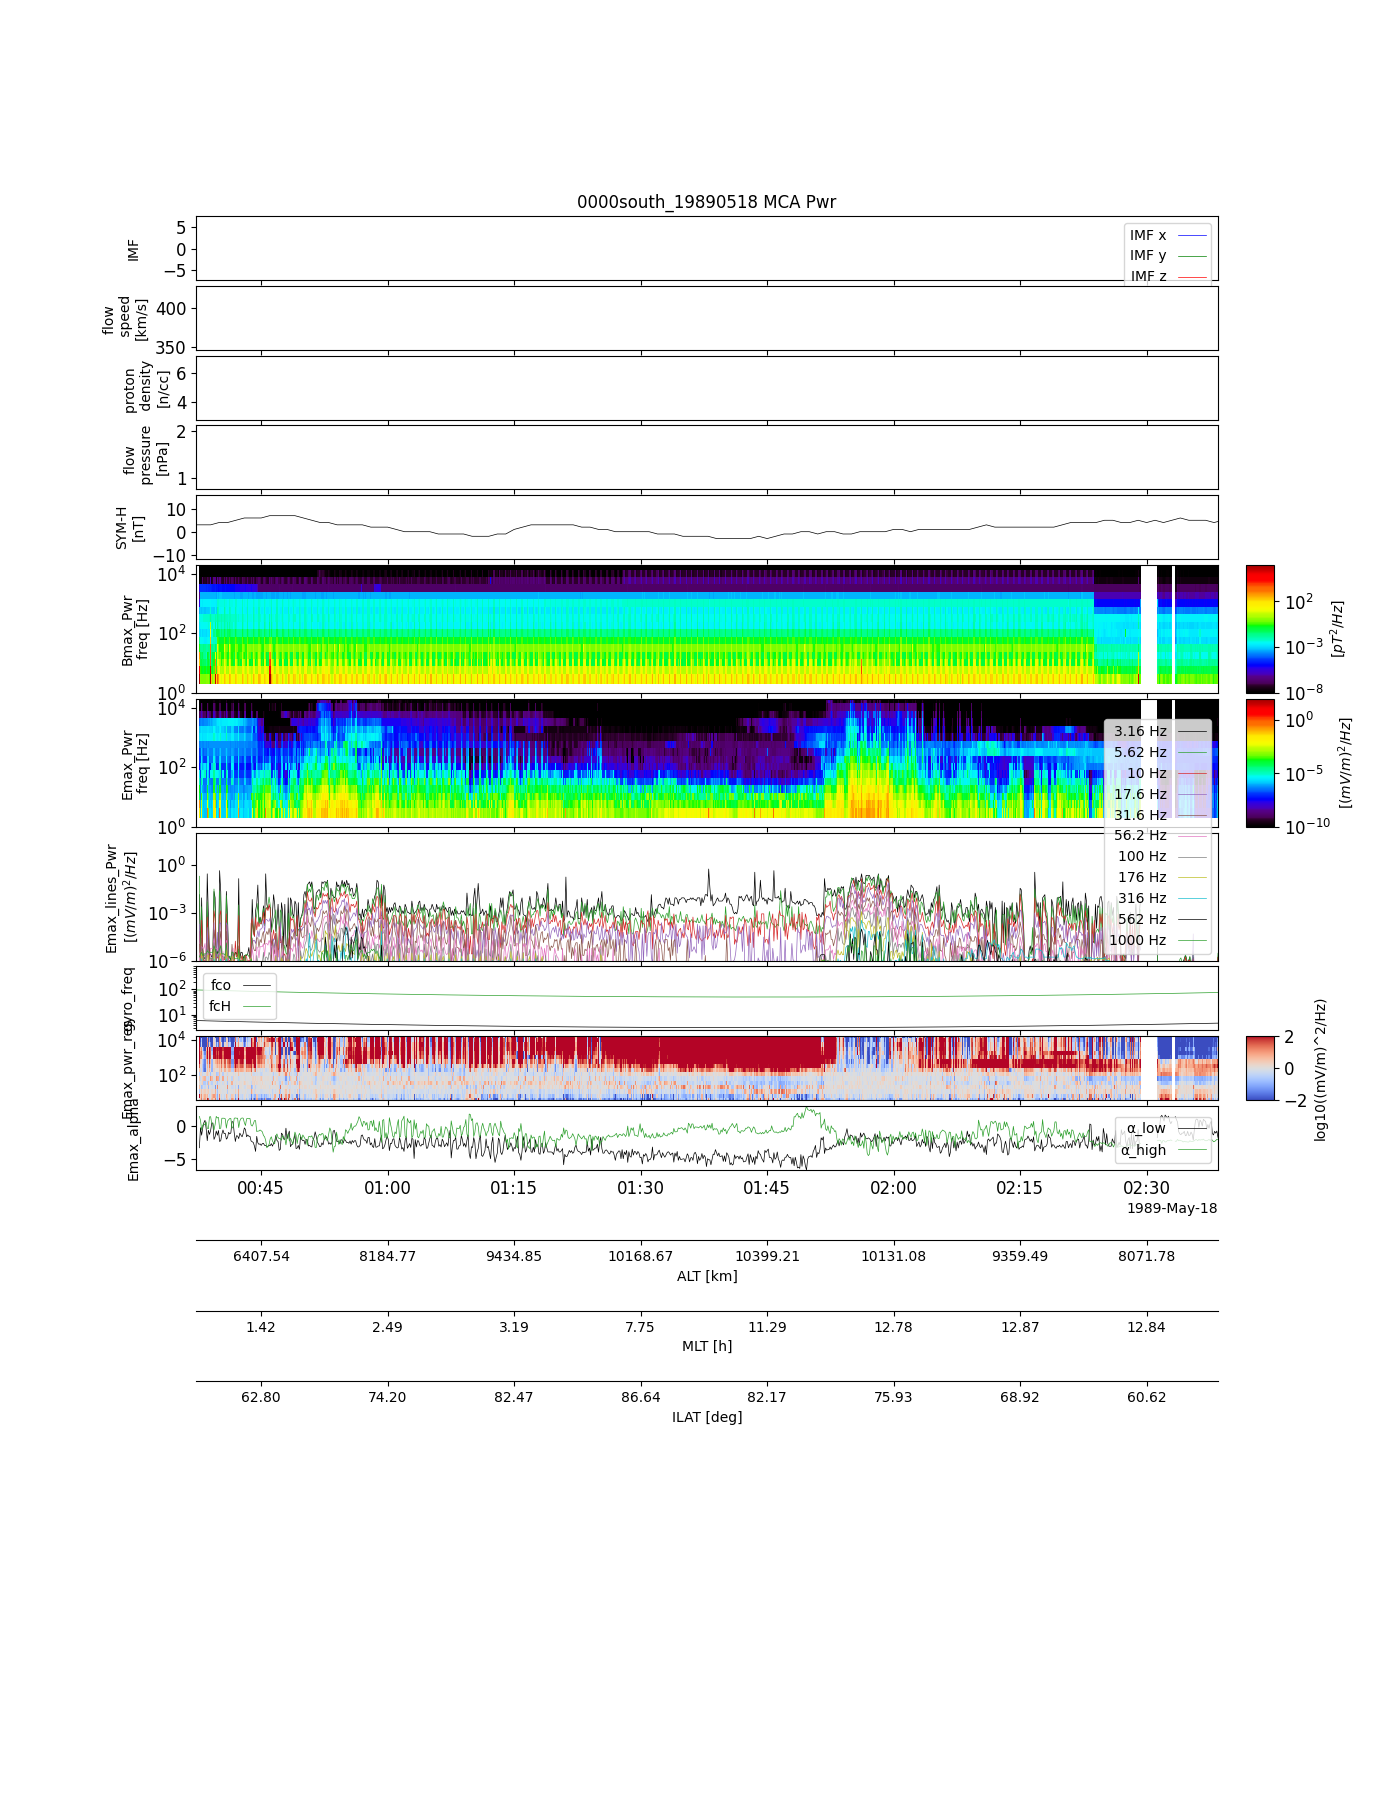 0000south_19890518 MCA Pwr
IMF
5
0
−5
IMF x
IMF y
IMF z
flow
speed
[km/s]
400
350
proton
density
[n/cc]
6
4
flow
pressure
[nPa]
2
1
SYM-H
[nT]
10
0
−10
Bmax_Pwr
freq [Hz]
10^4
10^2
10^0
10^2
10^−3
10^−8
[pT^2/Hz]
Emax_Pwr
freq [Hz]
10^4
10^2
10^0
10^0
10^−5
10^−10
[(mV/m)^2/Hz]
3.16 Hz
5.62 Hz
10 Hz
17.6 Hz
31.6 Hz
56.2 Hz
100 Hz
176 Hz
316 Hz
562 Hz
1000 Hz
Emax_lines_Pwr
[(mV/m)^2/Hz]
10^0
10^−3
10^−6
gyro_freq
10^2
10^1
fco
fcH
Emax_pwr_res
10^4
10^2
2
0
−2
log10((mV/m)^2/Hz)
Emax_alpha
0
−5
α_low
α_high
00:45 01:00 01:15 01:30 01:45 02:00 02:15 02:30
1989-May-18
6407.54 8184.77 9434.85 10168.67 10399.21 10131.08 9359.49 8071.78
ALT [km]
1.42 2.49 3.19 7.75 11.29 12.78 12.87 12.84
MLT [h]
62.80 74.20 82.47 86.64 82.17 75.93 68.92 60.62
ILAT [deg]